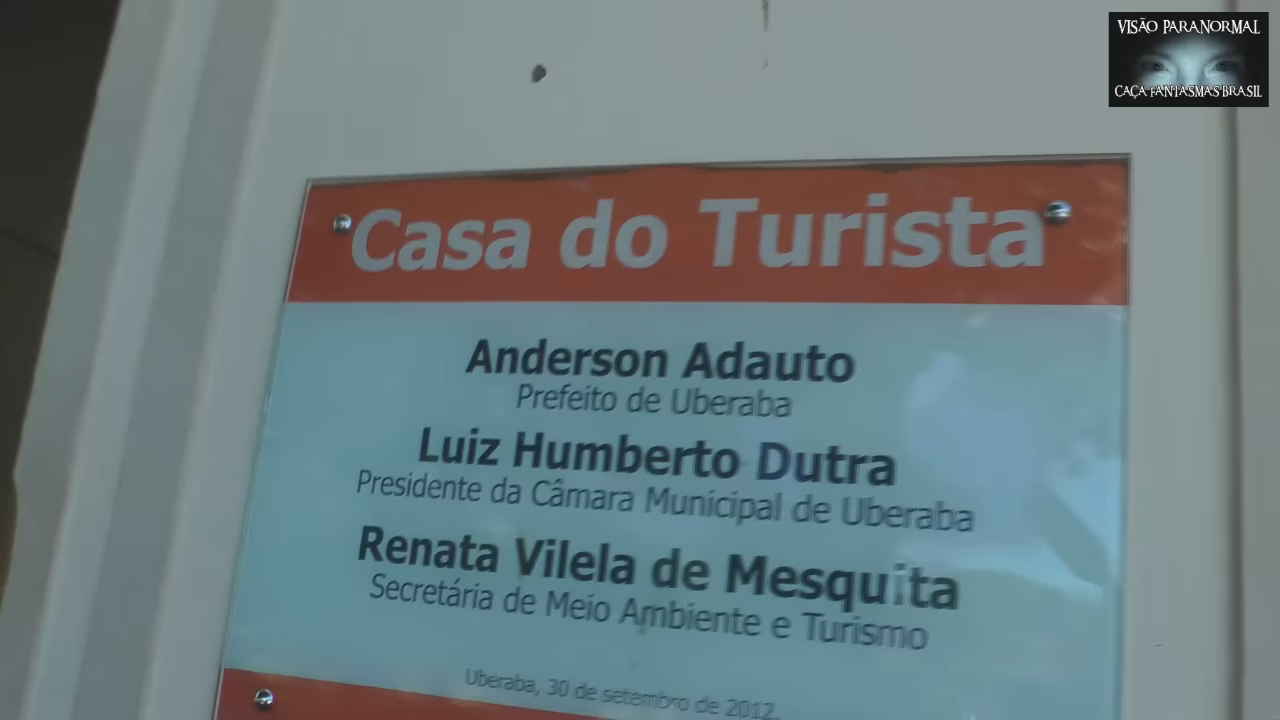 VISÃO PARANORMAL
CAÇA FANTASMAS BRASIL
Casa do Turista
Anderson Adauto
Prefeito de Uberaba
Luiz Humberto Dutra
Presidente da Câmara Municipal de Uberaba
Renata Vilela de Mesquita
Secretária de Meio Ambiente e Turismo
Uberaba, 30 de setembro de 2012.